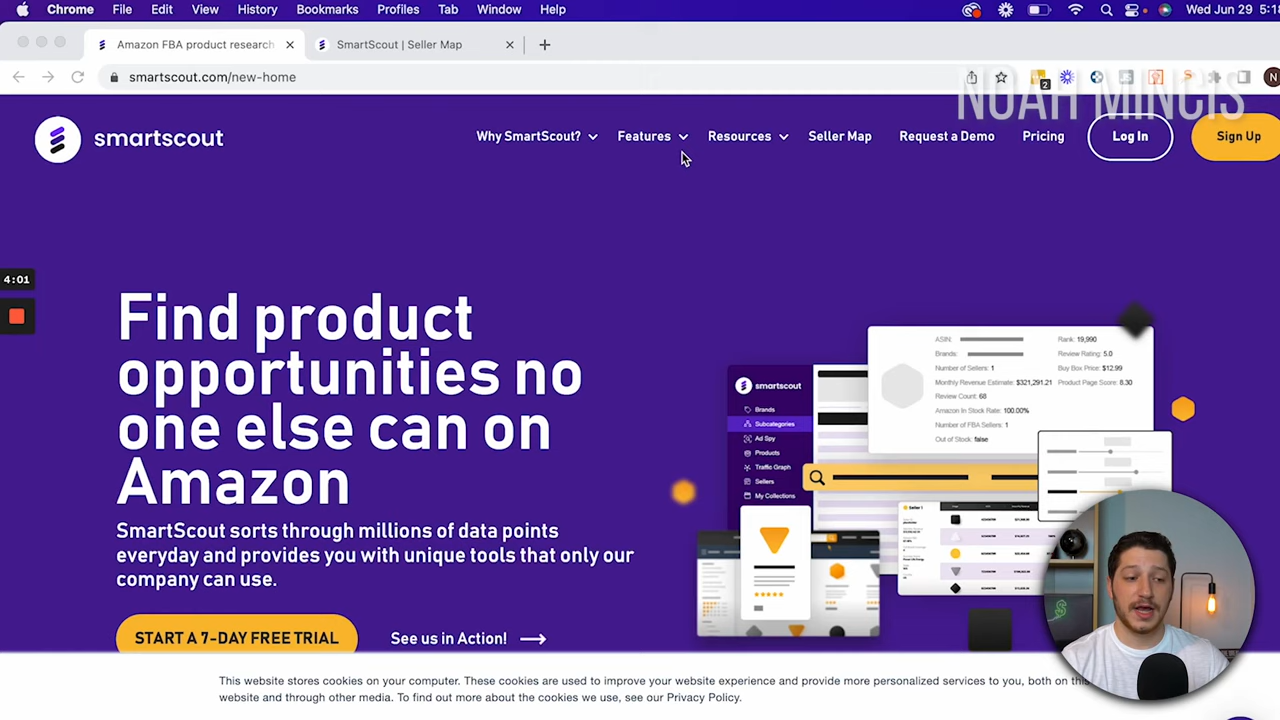 Chrome File Edit View History Bookmarks Profiles Tab Window Help Wed Jun 29 5:18
Amazon FBA product research
SmartScout | Seller Map
smartscout.com/new-home
2
N
NOAH MINCIS
smartscout
Why SmartScout? Features Resources Seller Map Request a Demo Pricing Log In Sign Up
4:01
Find product
opportunities no
one else can on
Amazon
SmartScout sorts through millions of data points
everyday and provides you with unique tools that only our
company can use.
START A 7-DAY FREE TRIAL See us in Action!
smartscout
Brands
Subcategories
Ad Spy
Products
Traffic Graph
Sellers
My Collections
ASIN:
Brands:
Number of Sellers: 1
Monthly Revenue Estimate: $321,291.21
Review Count: 68
Amazon In Stock Rate: 100.00%
Number of FBA Sellers: 1
Out of Stock: false
Rank: 19,990
Review Rating: 5.0
Buy Box Price: $12.99
Product Page Score: 8.30
Seller 1
This website stores cookies on your computer. These cookies are used to improve your website experience and provide more personalized services to you, both on this
website and through other media. To find out more about the cookies we use, see our Privacy Policy.